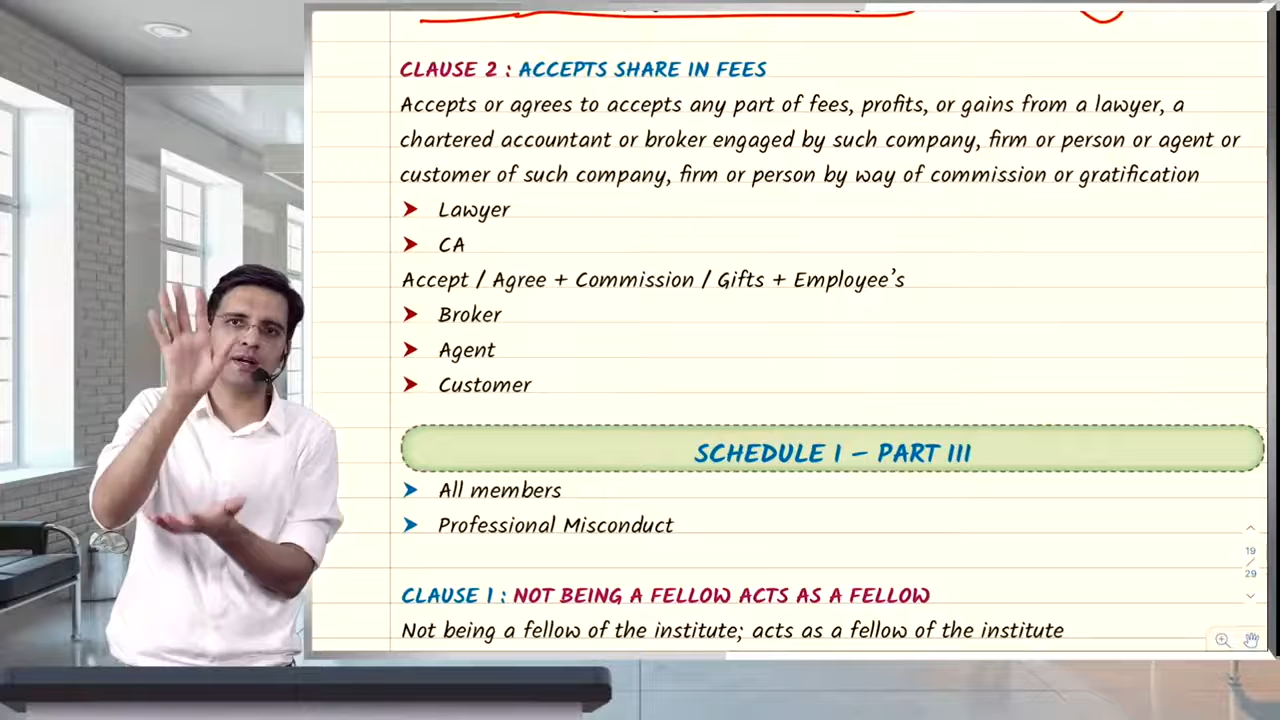 CLAUSE 2 : ACCEPTS SHARE IN FEES
Accepts or agrees to accepts any part of fees, profits, or gains from a lawyer, a
chartered accountant or broker engaged by such company, firm or person or agent or
customer of such company, firm or person by way of commission or gratification
➤ Lawyer
➤ CA
Accept / Agree + Commission / Gifts + Employee’s
➤ Broker
➤ Agent
➤ Customer
SCHEDULE I – PART III
➤ All members
➤ Professional Misconduct
19
/
29
CLAUSE 1 : NOT BEING A FELLOW ACTS AS A FELLOW
Not being a fellow of the institute; acts as a fellow of the institute